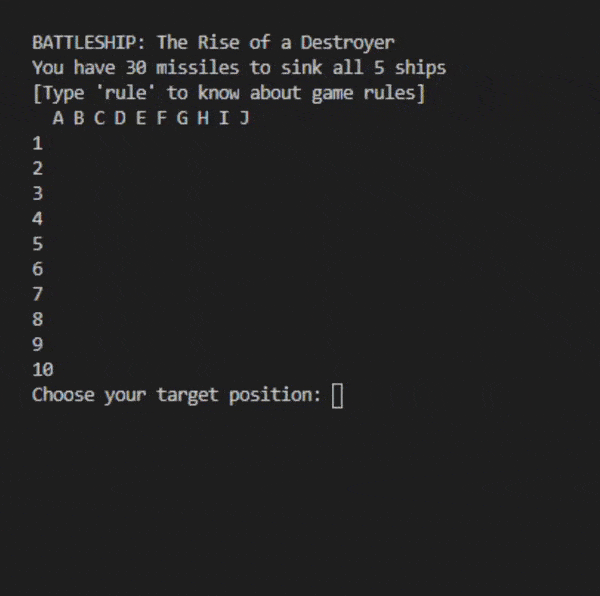 BATTLESHIP: The Rise of a Destroyer
You have 30 missiles to sink all 5 ships
[Type 'rule' to know about game rules]
A B C D E F G H I J
1
2
3
4
5
6
7
8
9
10
Choose your target position: